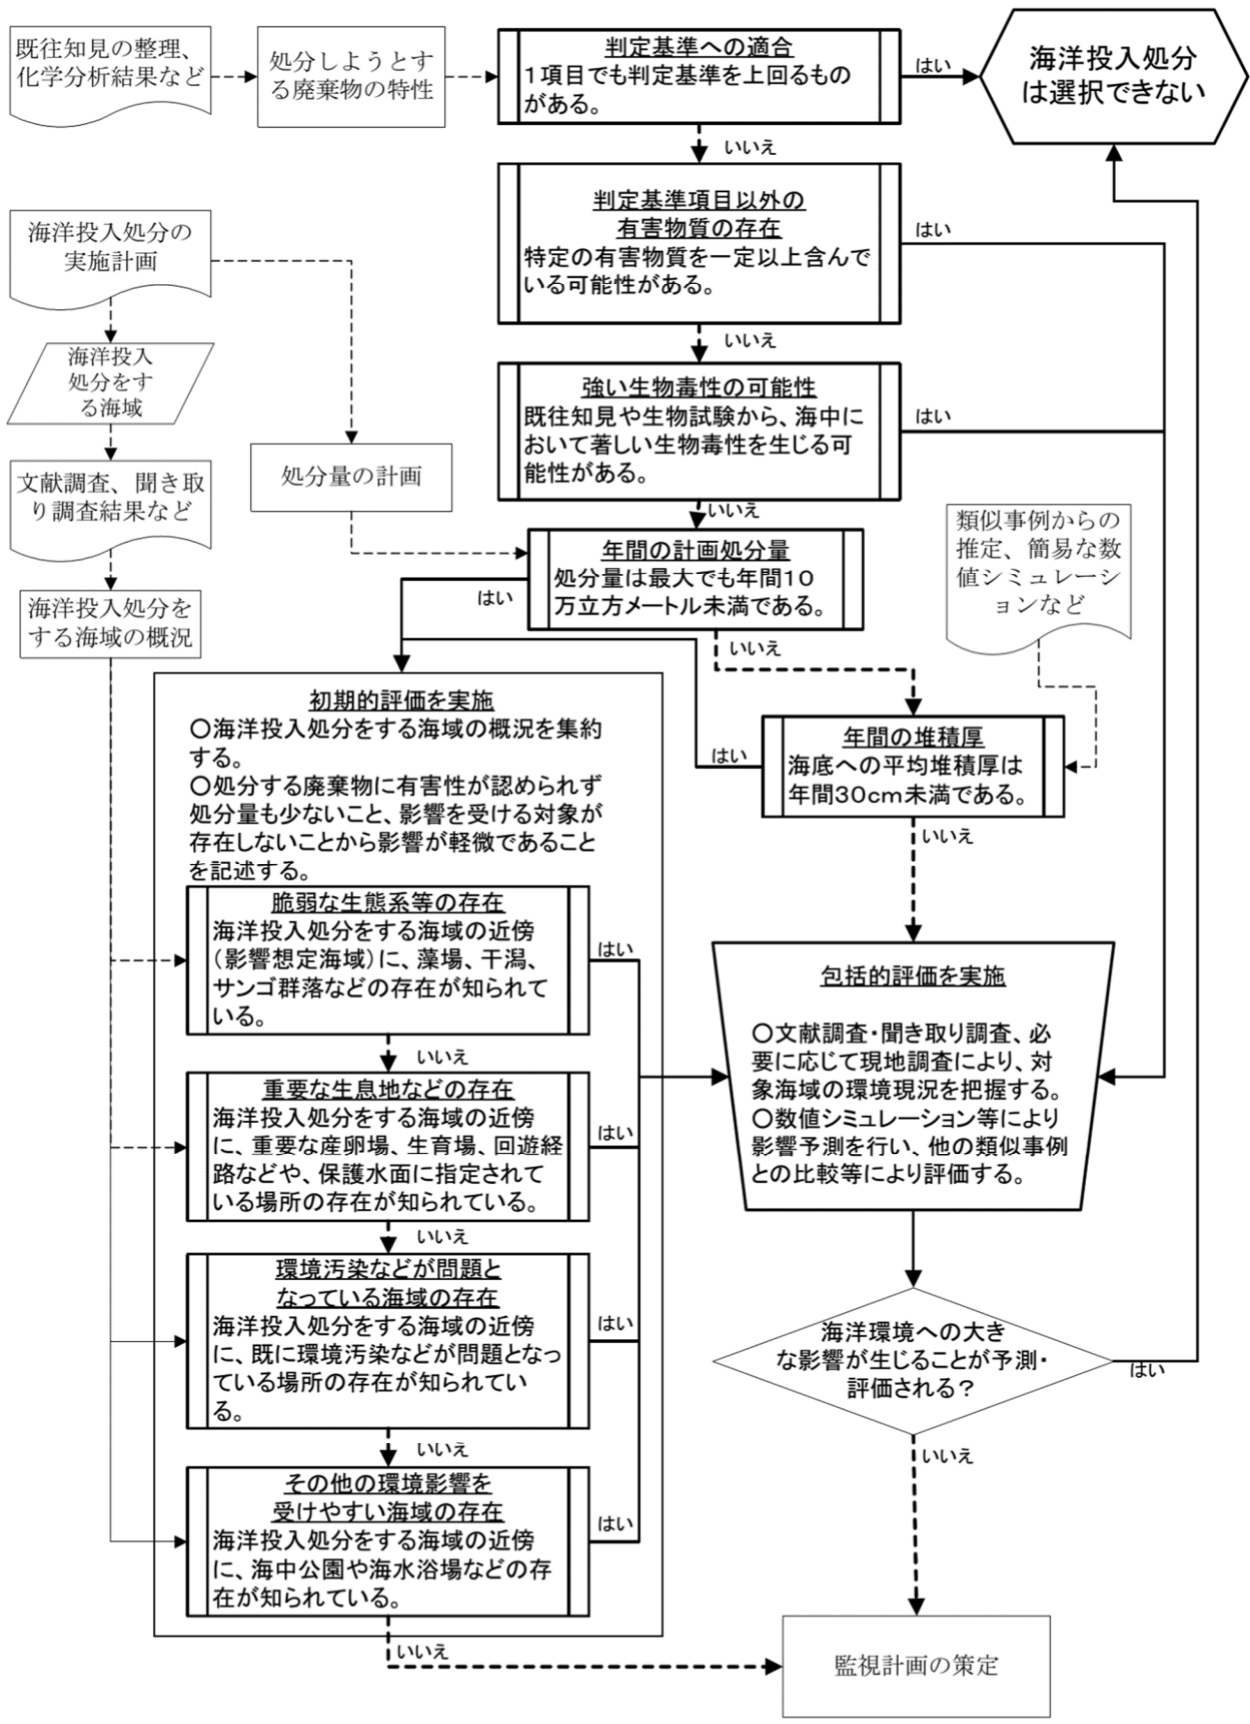 既往知見の整理、
化学分析結果など
処分しようとす
る廃棄物の特性
判定基準への適合
１項目でも判定基準を上回るもの
がある。
はい
海洋投入処分
は選択できない
いいえ
判定基準項目以外の
有害物質の存在
特定の有害物質を一定以上含んで
いる可能性がある。
はい
いいえ
海洋投入処分の
実施計画
海洋投入
処分をす
る海域
文献調査、聞き取
り調査結果など
海洋投入処分を
する海域の概況
処分量の計画
強い生物毒性の可能性
既往知見や生物試験から、海中に
おいて著しい生物毒性を生じる可
能性がある。
はい
いいえ
年間の計画処分量
処分量は最大でも年間１０
万立方メートル未満である。
はい
いいえ
類似事例からの
推定、簡易な数
値シミュレーシ
ョンなど
年間の堆積厚
海底への平均堆積厚は
年間30cm未満である。
はい
いいえ
初期的評価を実施
○海洋投入処分をする海域の概況を集約
する。
○処分する廃棄物に有害性が認められず
処分量も少ないこと、影響を受ける対象が
存在しないことから影響が軽微であること
を記述する。
脆弱な生態系等の存在
海洋投入処分をする海域の近傍
（影響想定海域）に、藻場、干潟、
サンゴ群落などの存在が知られて
いる。
はい
いいえ
重要な生息地などの存在
海洋投入処分をする海域の近傍
に、重要な産卵場、生育場、回遊経
路などや、保護水面に指定されて
いる場所の存在が知られている。
はい
いいえ
環境汚染などが問題と
なっている海域の存在
海洋投入処分をする海域の近傍
に、既に環境汚染などが問題となっ
ている場所の存在が知られてい
る。
はい
いいえ
その他の環境影響を
受けやすい海域の存在
海洋投入処分をする海域の近傍
に、海中公園や海水浴場などの存
在が知られている。
はい
いいえ
包括的評価を実施
○文献調査・聞き取り調査、必
要に応じて現地調査により、対
象海域の環境現況を把握する。
○数値シミュレーション等により
影響予測を行い、他の類似事例
との比較等により評価する。
海洋環境への大き
な影響が生じることが予測・
評価される？
はい
いいえ
監視計画の策定